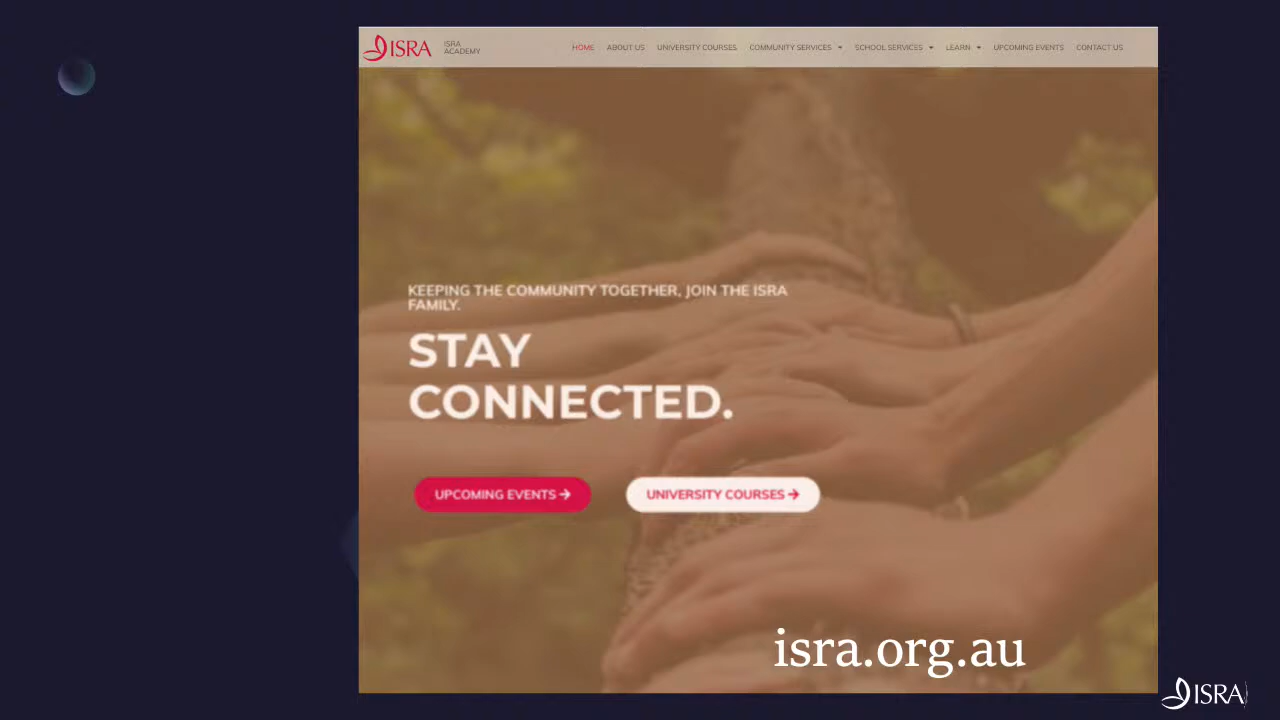 ISRA
ISRA
ACADEMY
HOME ABOUT US UNIVERSITY COURSES COMMUNITY SERVICES SCHOOL SERVICES LEARN UPCOMING EVENTS CONTACT US
KEEPING THE COMMUNITY TOGETHER, JOIN THE ISRA
FAMILY.
STAY
CONNECTED.
UPCOMING EVENTS → UNIVERSITY COURSES →
isra.org.au
ISRA